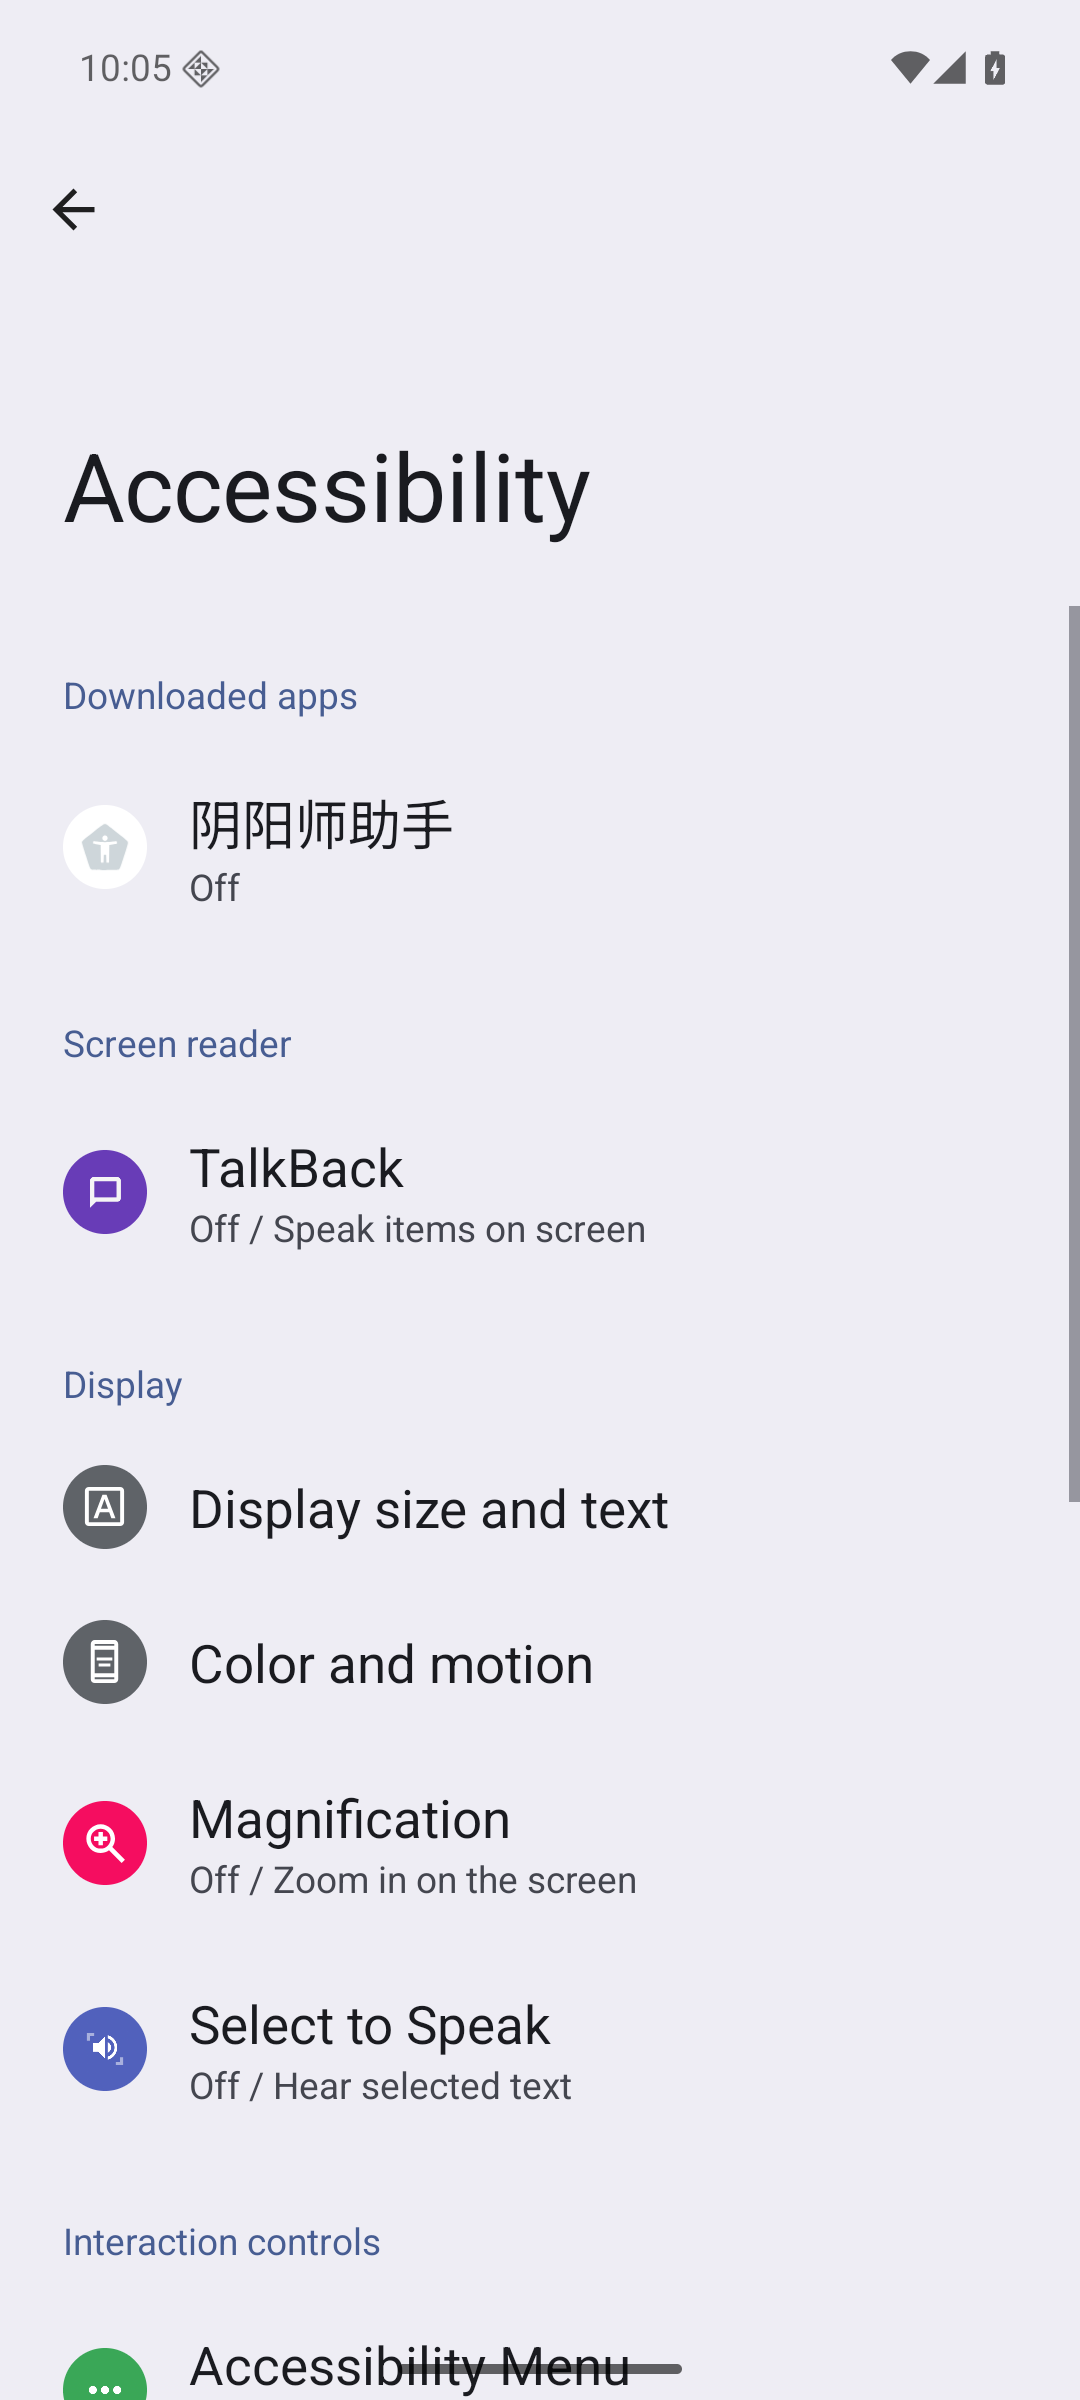 10:05
Accessibility
Downloaded apps
阴阳师助手
Off
Screen reader
TalkBack
Off / Speak items on screen
Display
Display size and text
Color and motion
Magnification
Off / Zoom in on the screen
Select to Speak
Off / Hear selected text
Interaction controls
Accessibility Menu